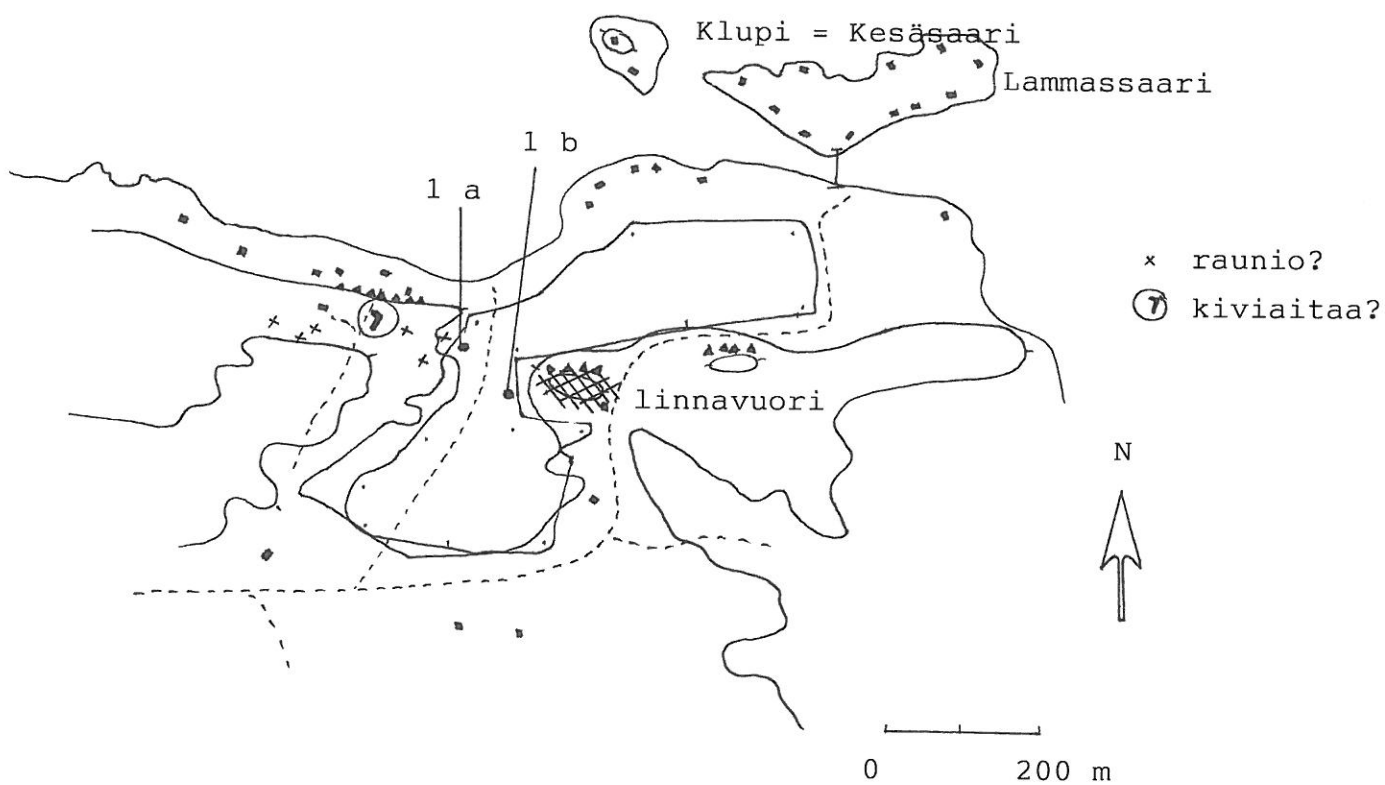 Klupi = Kesäsaari
Lammassaari
1 b
1 a
raunio?
kiviaitaa?
linnavuori
N
0 200 m